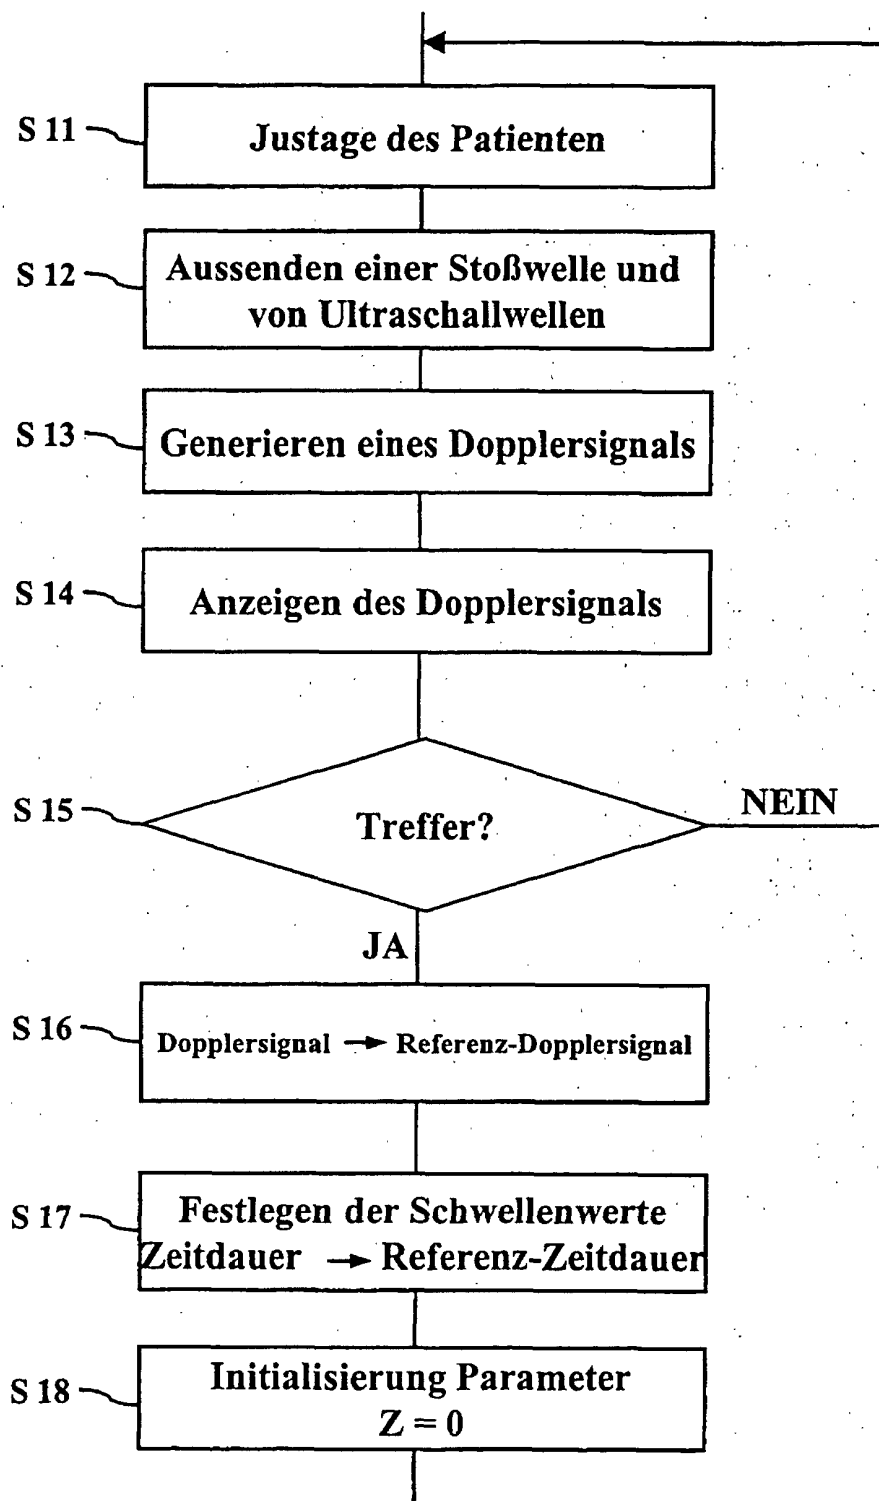 S 11
Justage des Patienten
S 12
Aussenden einer Stoßwelle und
von Ultraschallwellen
S 13
Generieren eines Dopplersignals
S 14
Anzeigen des Dopplersignals
S 15
Treffer?
NEIN
JA
S 16
Dopplersignal → Referenz-Dopplersignal
S 17
Festlegen der Schwellenwerte
Zeitdauer → Referenz-Zeitdauer
S 18
Initialisierung Parameter
Z = 0